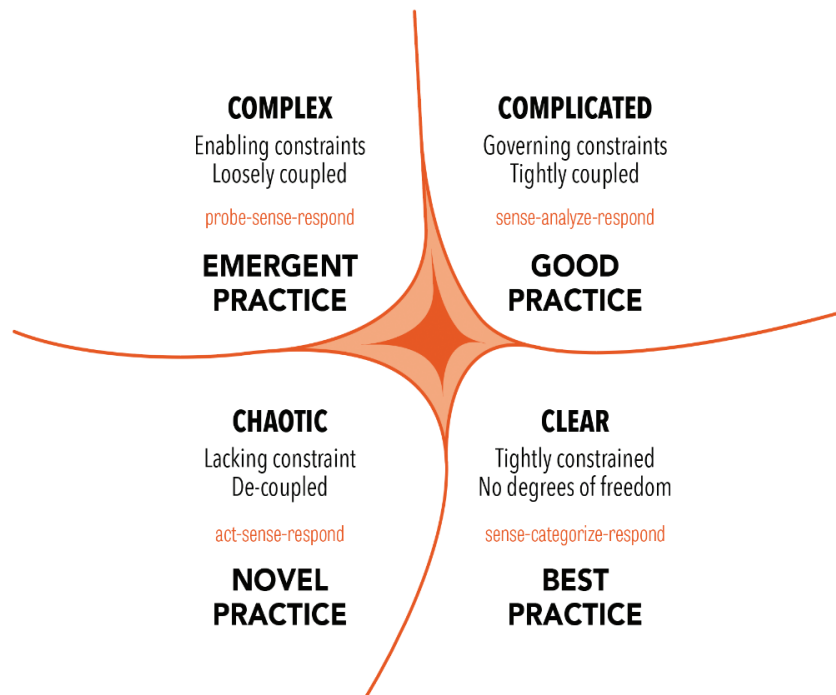 COMPLEX
Enabling constraints
Loosely coupled
probe-sense-respond
EMERGENT
PRACTICE
COMPLICATED
Governing constraints
Tightly coupled
sense-analyze-respond
GOOD
PRACTICE
CHAOTIC
Lacking constraint
De-coupled
act-sense-respond
NOVEL
PRACTICE
CLEAR
Tightly constrained
No degrees of freedom
sense-categorize-respond
BEST
PRACTICE